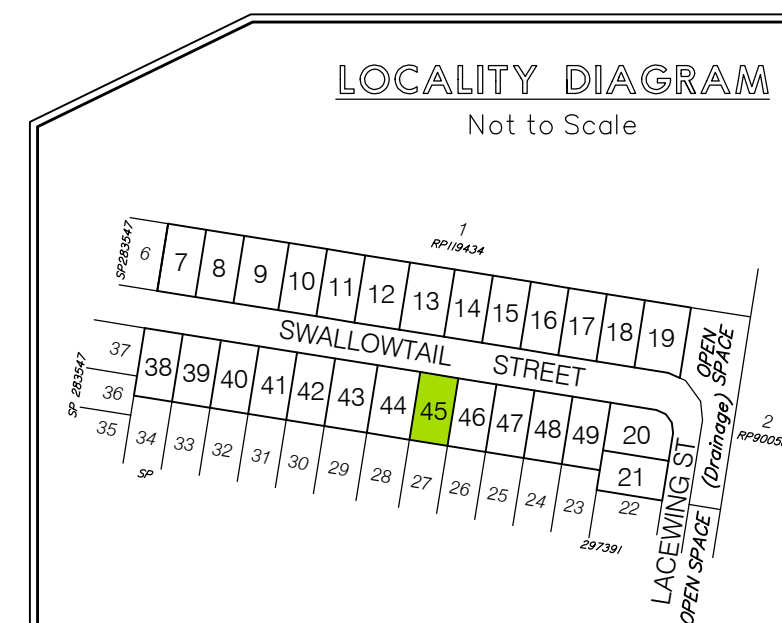 LOCALITY DIAGRAM
Not to Scale
1
RP119434
SP283547
6 7 8 9 10 11 12 13 14 15 16 17 18 19
SWALLOWTAIL STREET
OPEN
SPACE
(Drainage)
2
37
SP 283547
36
35
38 39 40 41 42 43 44 45 46 47 48 49 20
21
34 33 32 31 30 29 28 27 26 25 24 23 22
SP
297391
LACEWING ST
OPEN SPACE